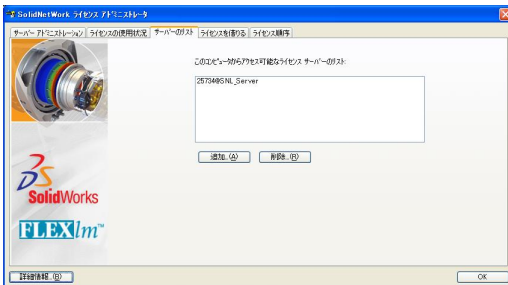 SolidNetWork ライセンス アドミニストレータ
サーバー アドミニストレーション ライセンスの使用状況 サーバーのリスト ライセンスを借りる ライセンス順序
このコンピュータからアクセス可能なライセンス サーバーのリスト:
25734@SNL_Server
追加...(A) 削除...(R)
SolidWorks
FLEXlm™
詳細情報...(B) OK